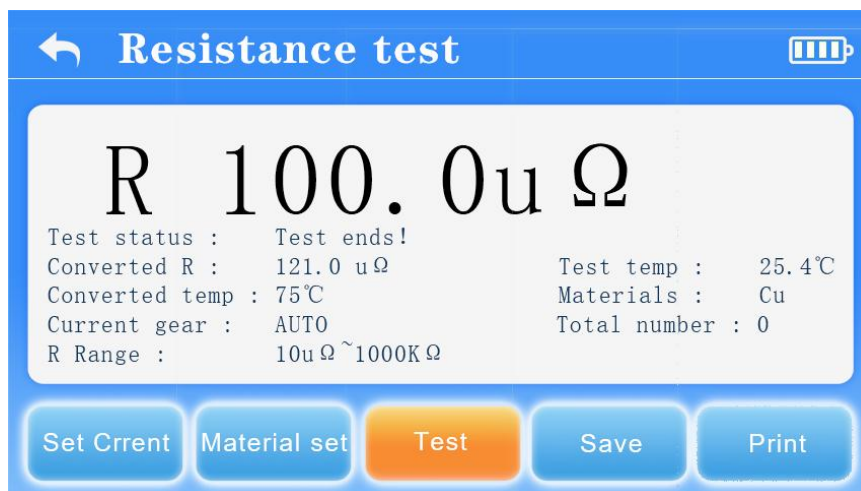 Resistance test
R 100.0u Ω
Test status : Test ends!
Converted R : 121.0 uΩ Test temp : 25.4℃
Converted temp : 75℃ Materials : Cu
Current gear : AUTO Total number : 0
R Range : 10uΩ~1000KΩ
Set Crrent Material set Test Save Print